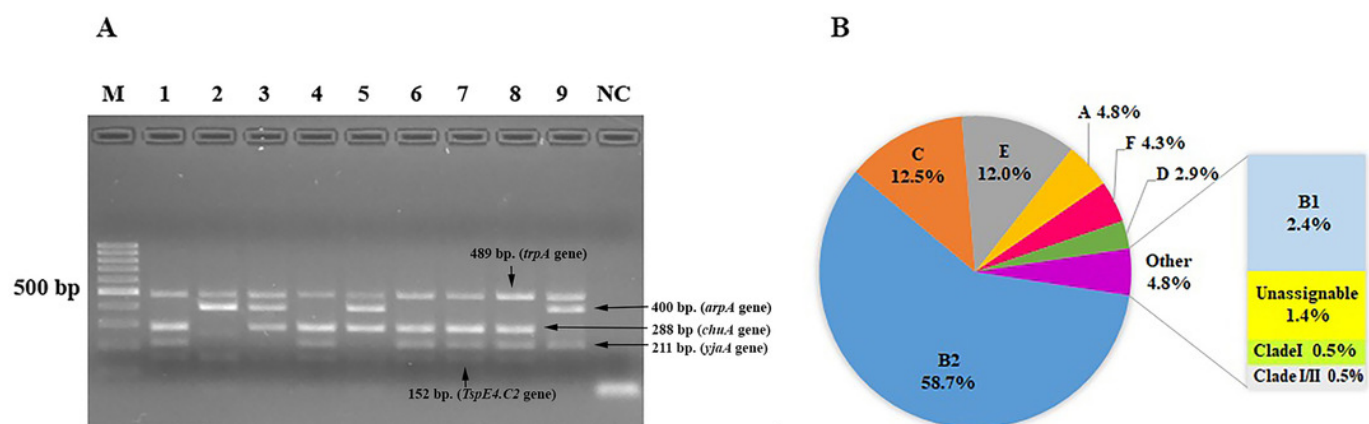 A
M 1 2 3 4 5 6 7 8 9 NC
500 bp
489 bp. (trpA gene)
400 bp. (arpA gene)
288 bp (chuA gene)
211 bp. (yjaA gene)
152 bp. (TspE4.C2 gene)
B
C
12.5%
E
12.0%
A 4.8%
F 4.3%
D 2.9%
Other
4.8%
B2
58.7%
B1
2.4%
Unassignable
1.4%
CladeI 0.5%
Clade I/II 0.5%